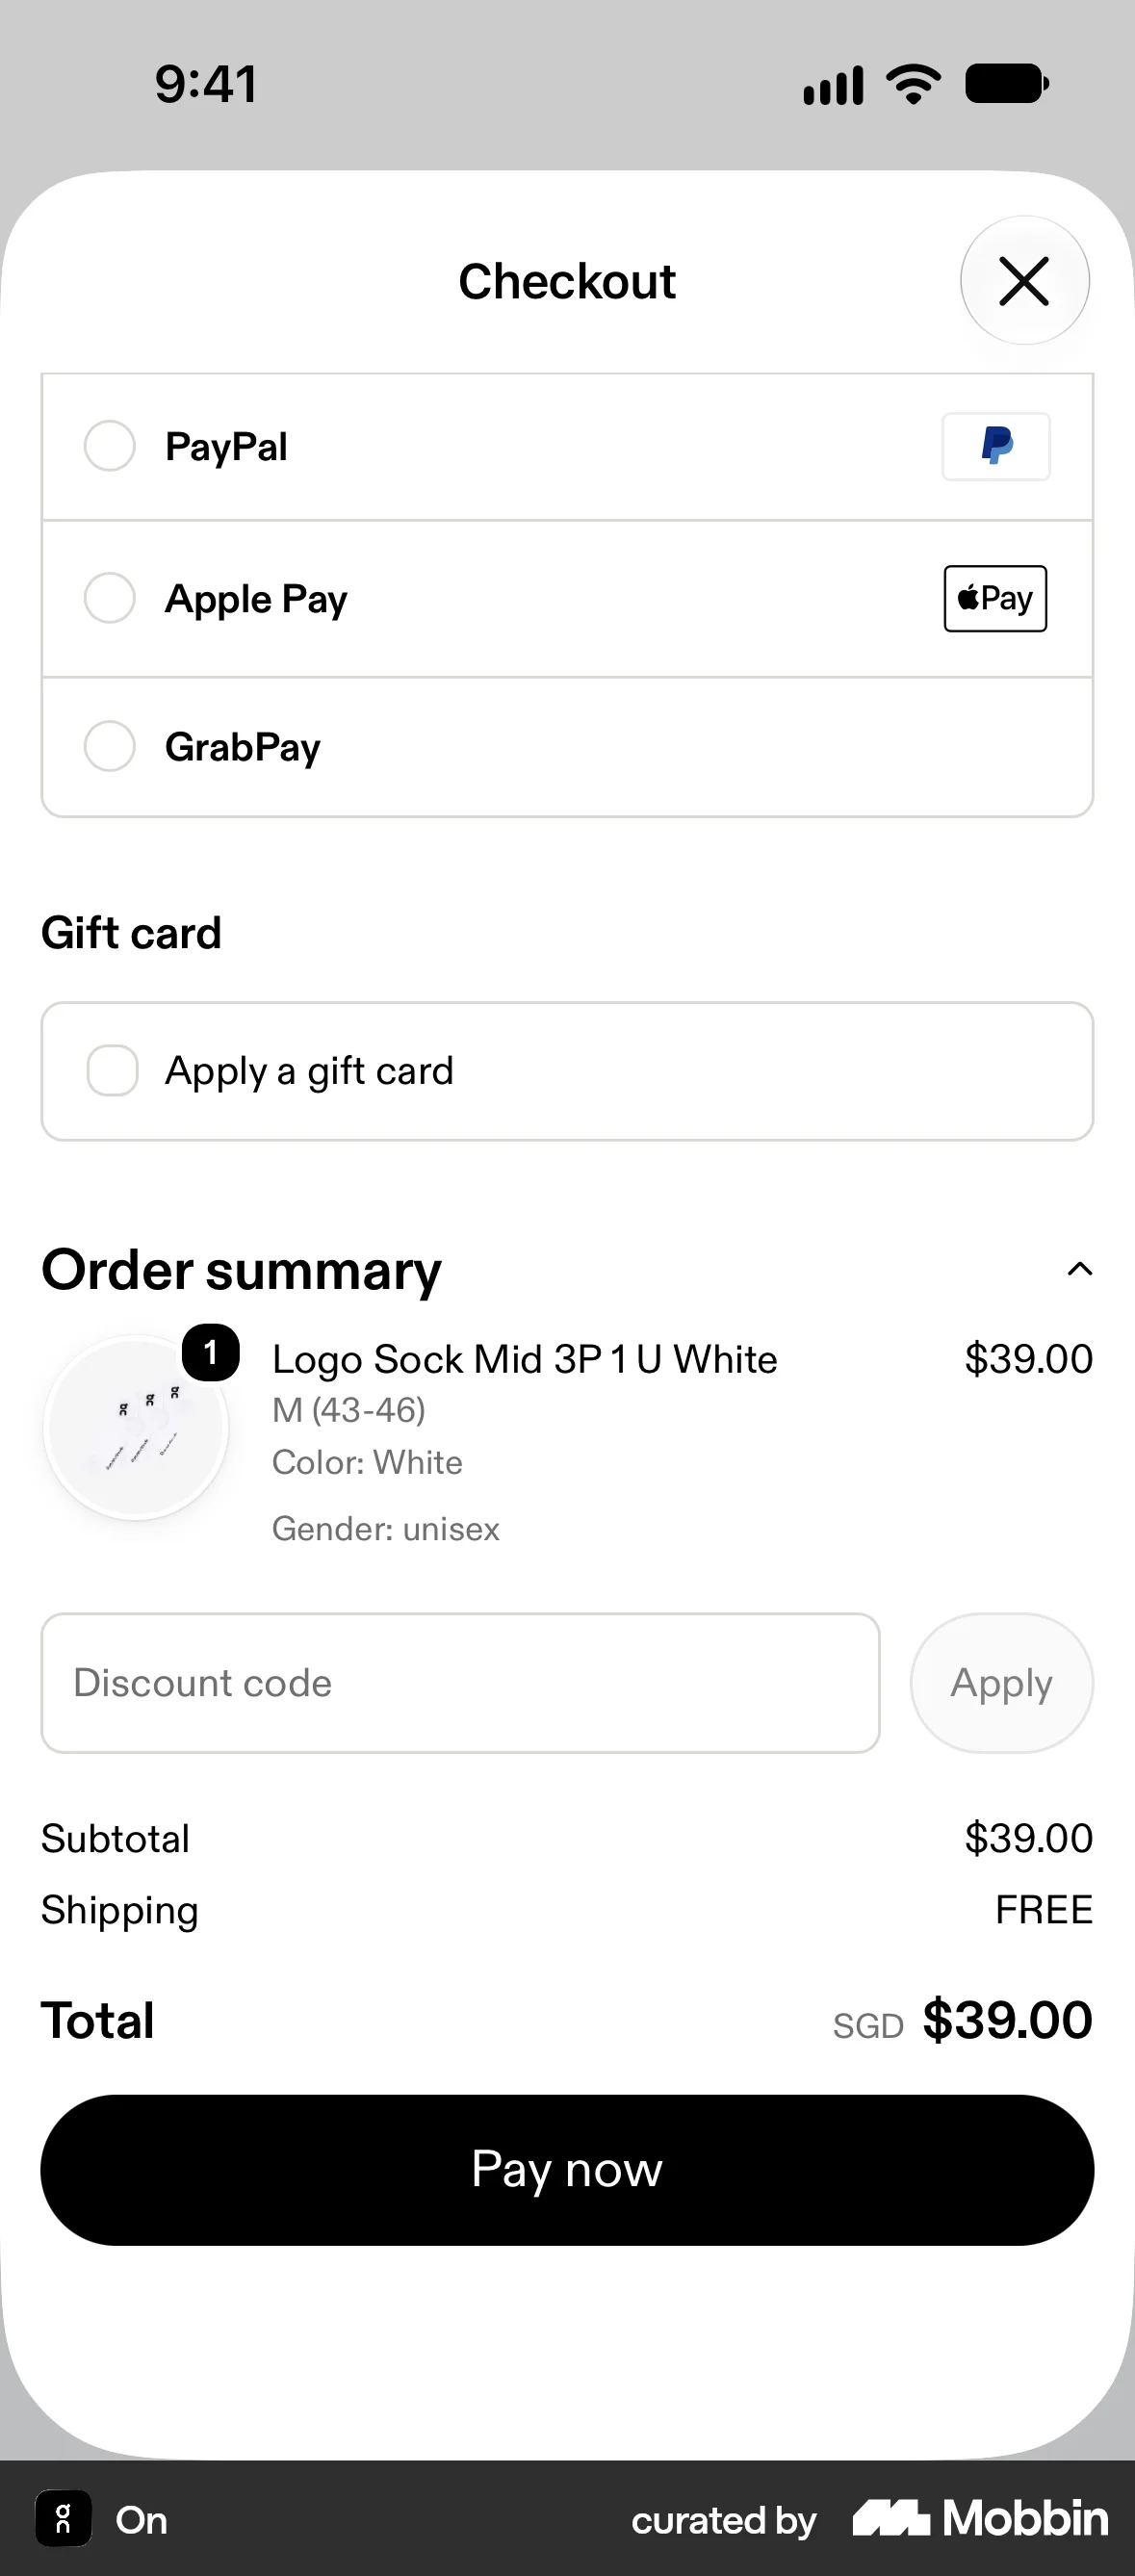 9:41
Checkout
PayPal
Apple Pay
Pay
GrabPay
Gift card
Apply a gift card
Order summary
1
Logo Sock Mid 3P 1 U White
$39.00
M (43-46)
Color: White
Gender: unisex
Discount code
Apply
Subtotal
$39.00
Shipping
FREE
Total
SGD $39.00
Pay now
On
curated by Mobbin